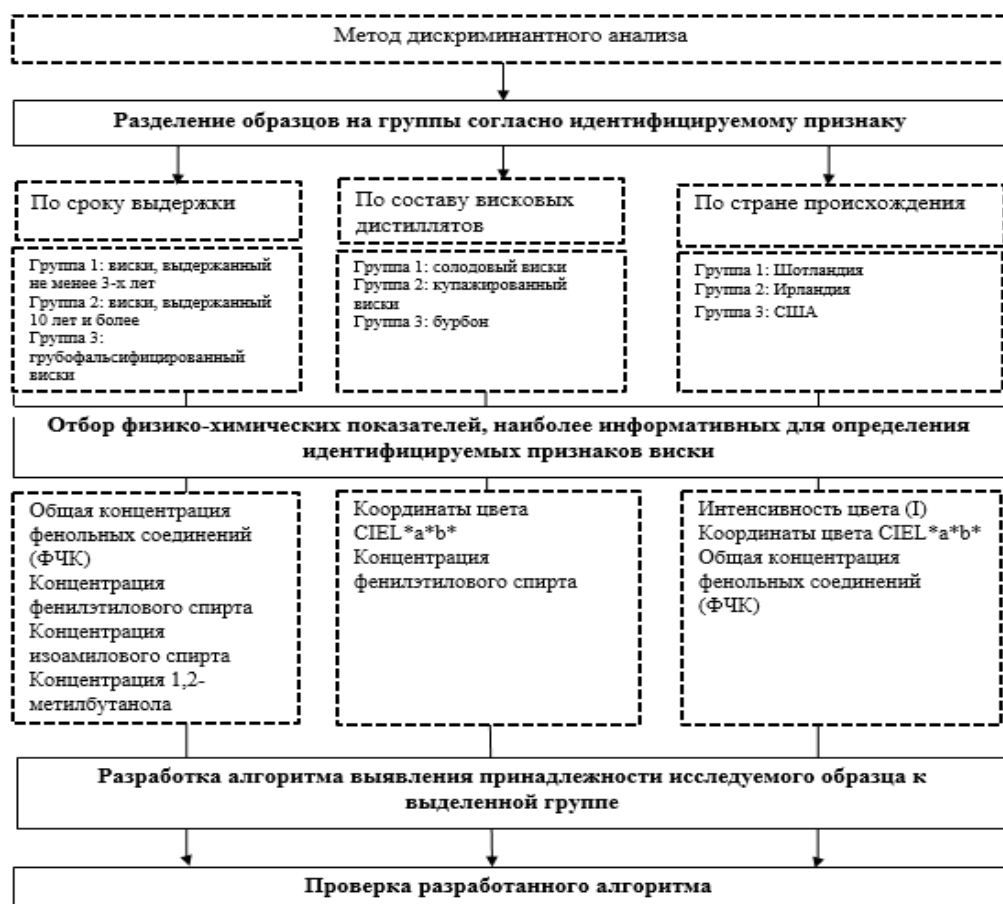 Метод дискриминантного анализа
Разделение образцов на группы согласно идентифицируемому признаку
По сроку выдержки
Группа 1: виски, выдержанный
не менее 3-х лет
Группа 2: виски, выдержанный
10 лет и более
Группа 3:
грубофальсифицированный
виски
По составу висковых
дистиллятов
Группа 1: солодовый виски
Группа 2: купажированный
виски
Группа 3: бурбон
По стране происхождения
Группа 1: Шотландия
Группа 2: Ирландия
Группа 3: США
Отбор физико-химических показателей, наиболее информативных для определения
идентифицируемых признаков виски
Общая концентрация
фенольных соединений
(ФЧК)
Концентрация
фенилэтилового спирта
Концентрация
изоамилового спирта
Концентрация 1,2-
метилбутанола
Координаты цвета
CIEL*a*b*
Концентрация
фенилэтилового спирта
Интенсивность цвета (I)
Координаты цвета CIEL*a*b*
Общая концентрация
фенольных соединений
(ФЧК)
Разработка алгоритма выявления принадлежности исследуемого образца к
выделенной группе
Проверка разработанного алгоритма